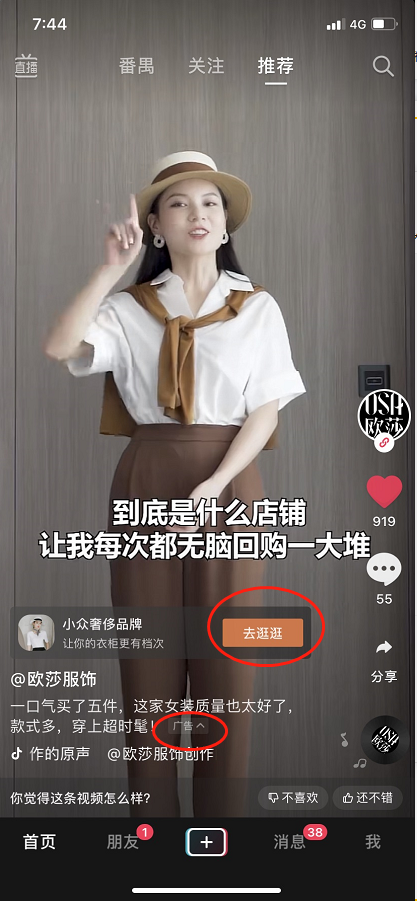 7:44
4G
直播
番禺
关注
推荐
OSH
欧莎
919
到底是什么店铺
让我每次都无脑回购一大堆
55
小众奢侈品牌
让你的衣柜更有档次
去逛逛
分享
@欧莎服饰
一口气买了五件，这家女装质量也太好了，
款式多，穿上超时髦！
广告
作的原声 @欧莎服饰创作
你觉得这条视频怎么样?
不喜欢
还不错
首页
朋友
1
消息
38
我